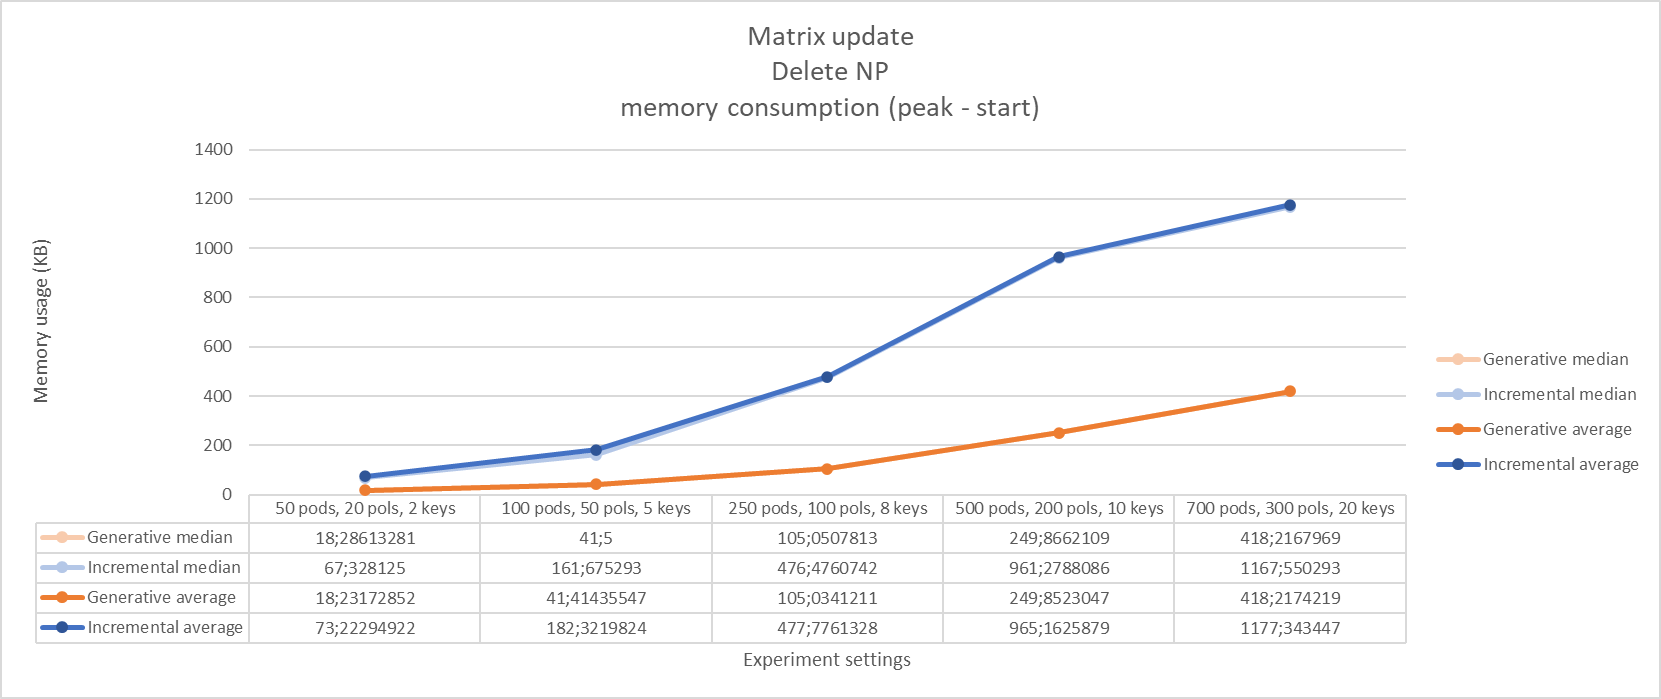 Matrix update
Delete NP
memory consumption (peak - start)
1400
1200
1000
800
600
400
200
0
Memory usage (KB)
Generative median
Incremental median
Generative average
Incremental average
50 pods, 20 pols, 2 keys 100 pods, 50 pols, 5 keys 250 pods, 100 pols, 8 keys 500 pods, 200 pols, 10 keys 700 pods, 300 pols, 20 keys
Generative median 18;28613281 41;5 105;0507813 249;8662109 418;2167969
Incremental median 67;328125 161;675293 476;4760742 961;2788086 1167;550293
Generative average 18;23172852 41;41435547 105;0341211 249;8523047 418;2174219
Incremental average 73;22294922 182;3219824 477;7761328 965;1625879 1177;343447
Experiment settings